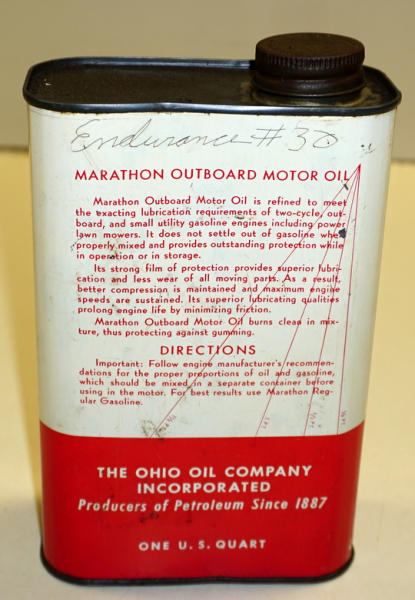 Endurance #30
MARATHON OUTBOARD MOTOR OIL
Marathon Outboard Motor Oil is refined to meet
the exacting lubrication requirements of two-cycle, out-
board, and small utility gasoline engines including power
lawn mowers. It does not settle out of gasoline when
properly mixed and provides outstanding protection while
in operation or in storage.
Its strong film of protection provides superior lubri-
cation and less wear of all moving parts. As a result,
better compression is maintained and maximum engine
speeds are sustained. Its superior lubricating qualities
prolong engine life by minimizing friction.
Marathon Outboard Motor Oil burns clean in mix-
ture, thus protecting against gumming.
DIRECTIONS
Important: Follow engine manufacturer's recommen-
dations for the proper proportions of oil and gasoline,
which should be mixed in a separate container before
using in the motor. For best results use Marathon Reg-
ular Gasoline.
THE OHIO OIL COMPANY
INCORPORATED
Producers of Petroleum Since 1887
ONE U. S. QUART